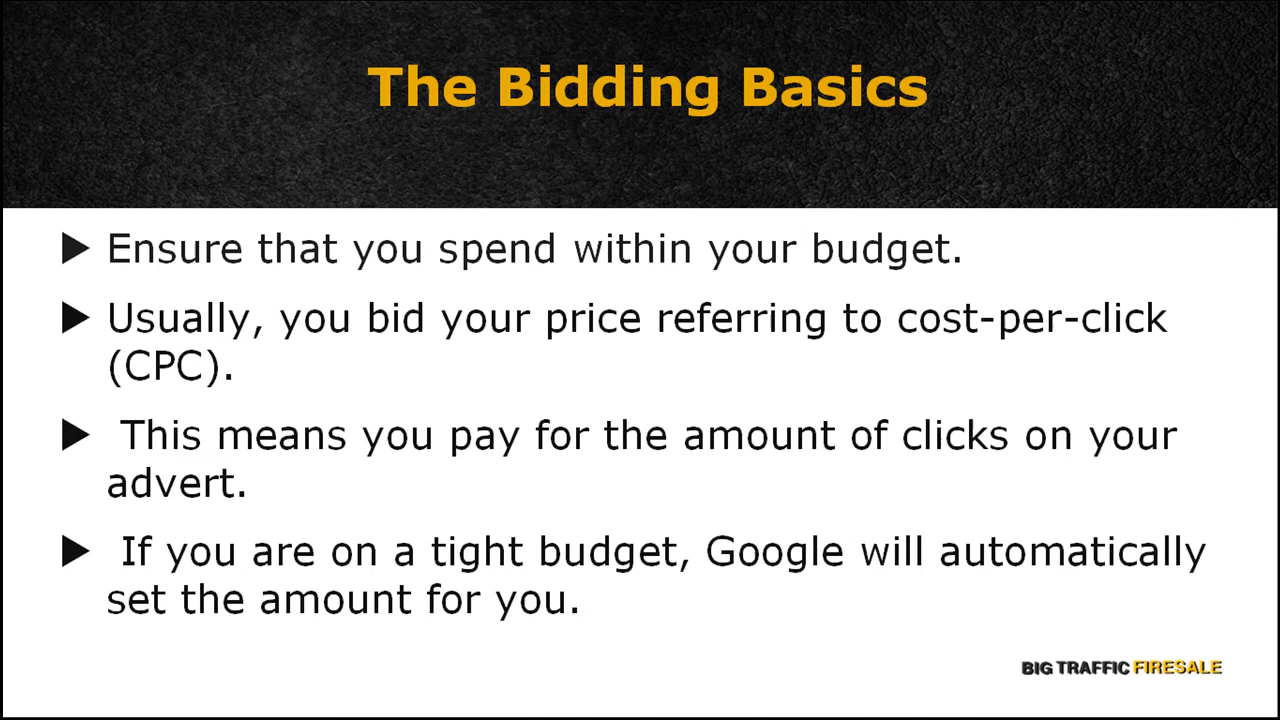 The Bidding Basics
▶ Ensure that you spend within your budget.
▶ Usually, you bid your price referring to cost-per-click
(CPC).
▶ This means you pay for the amount of clicks on your
advert.
▶ If you are on a tight budget, Google will automatically
set the amount for you.
BIG TRAFFIC FIRESALE